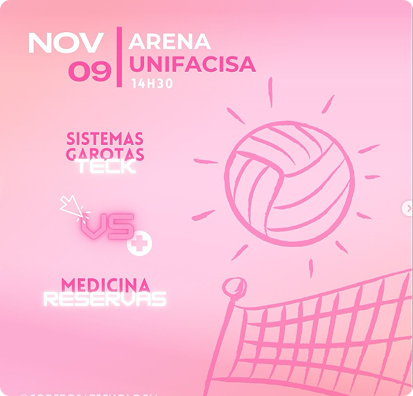 NOV
09
ARENA
UNIFACISA
14H30
SISTEMAS
GAROTAS
TECK
VS
MEDICINA
RESERVAS